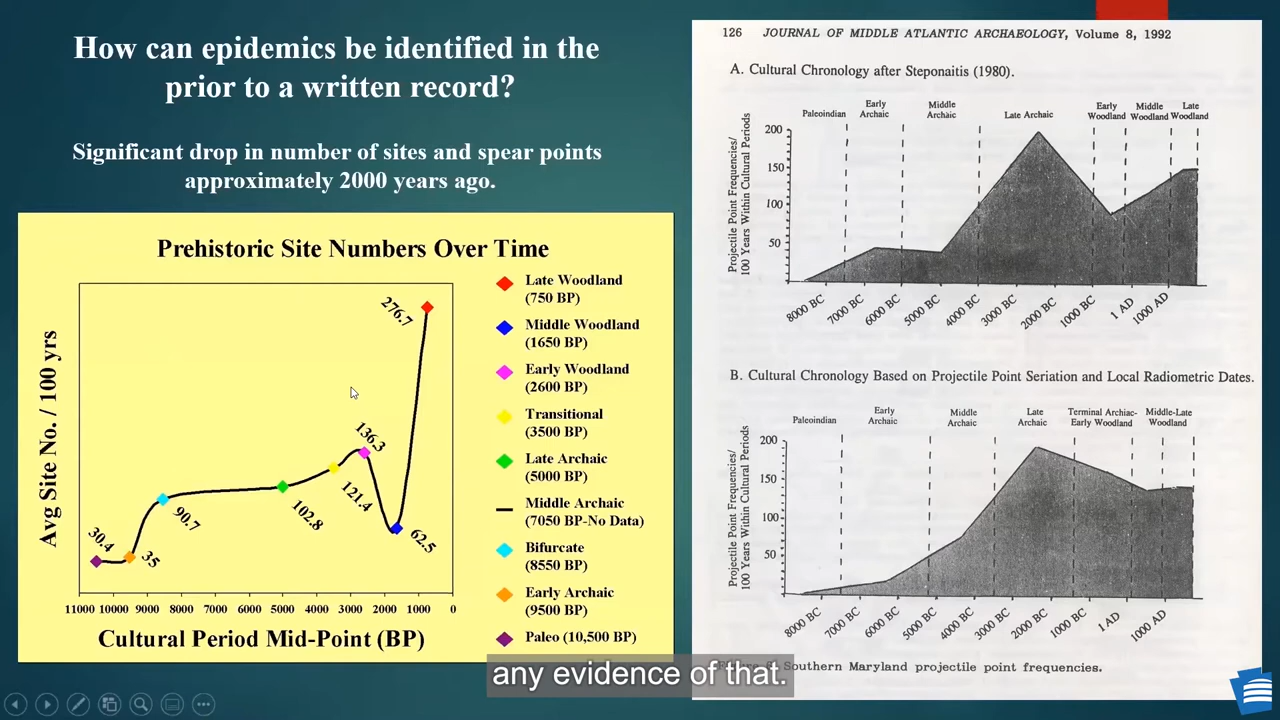 How can epidemics be identified in the
prior to a written record?
Significant drop in number of sites and spear points
approximately 2000 years ago.
Prehistoric Site Numbers Over Time
Avg Site No. / 100 yrs
30.4
35
90.7
102.8
121.4
136.3
62.5
276.7
11000 10000 9000 8000 7000 6000 5000 4000 3000 2000 1000 0
Cultural Period Mid-Point (BP)
Late Woodland
(750 BP)
Middle Woodland
(1650 BP)
Early Woodland
(2600 BP)
Transitional
(3500 BP)
Late Archaic
(5000 BP)
Middle Archaic
(7050 BP-No Data)
Bifurcate
(8550 BP)
Early Archaic
(9500 BP)
Paleo (10,500 BP)
126 JOURNAL OF MIDDLE ATLANTIC ARCHAEOLOGY, Volume 8, 1992
A. Cultural Chronology after Steponaitis (1980).
Paleoindian
Early
Archaic
Middle
Archaic
Late Archaic
Early
Woodland
Middle
Woodland
Late
Woodland
Projectile Point Frequencies/
100 Years Within Cultural Periods
200
150
100
50
8000 BC 7000 BC 6000 BC 5000 BC 4000 BC 3000 BC 2000 BC 1000 BC 1 AD 1000 AD
B. Cultural Chronology Based on Projectile Point Seriation and Local Radiometric Dates.
Paleoindian
Early
Archaic
Middle
Archaic
Late
Archaic
Terminal Archiac-
Early Woodland
Middle-Late
Woodland
Projectile Point Frequencies/
100 Years Within Cultural Periods
200
150
100
50
8000 BC 7000 BC 6000 BC 5000 BC 4000 BC 3000 BC 2000 BC 1000 BC 1 AD 1000 AD
Southern Maryland projectile point frequencies.
any evidence of that.